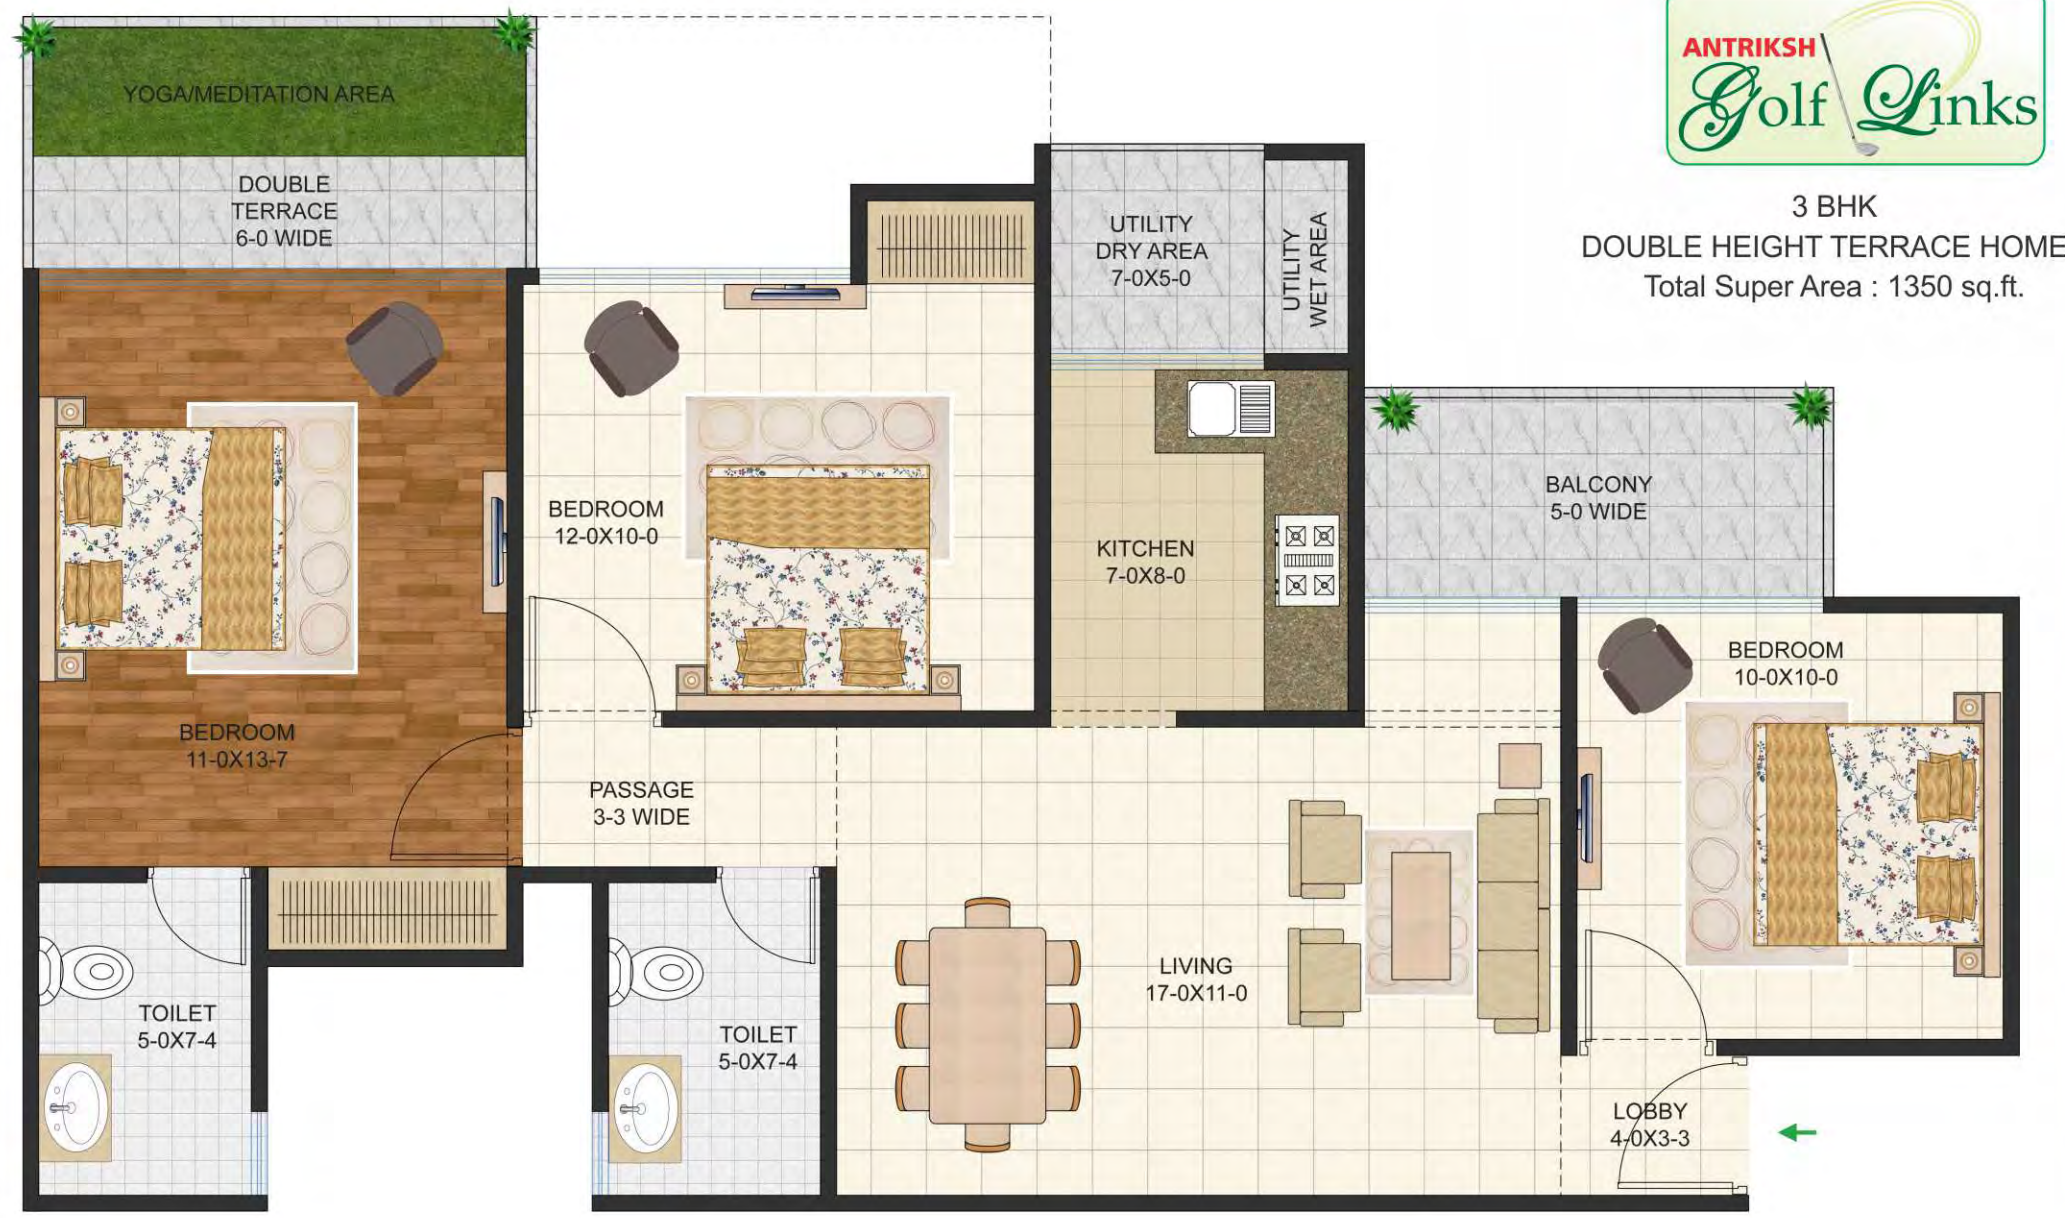 ANTRIKSH
Golf Links
3 BHK
DOUBLE HEIGHT TERRACE HOME
Total Super Area : 1350 sq.ft.
YOGA/MEDITATION AREA
DOUBLE
TERRACE
6-0 WIDE
UTILITY
DRY AREA
7-0X5-0
UTILITY
WET AREA
BEDROOM
12-0X10-0
KITCHEN
7-0X8-0
BALCONY
5-0 WIDE
BEDROOM
10-0X10-0
BEDROOM
11-0X13-7
PASSAGE
3-3 WIDE
LIVING
17-0X11-0
TOILET
5-0X7-4
TOILET
5-0X7-4
LOBBY
4-0X3-3